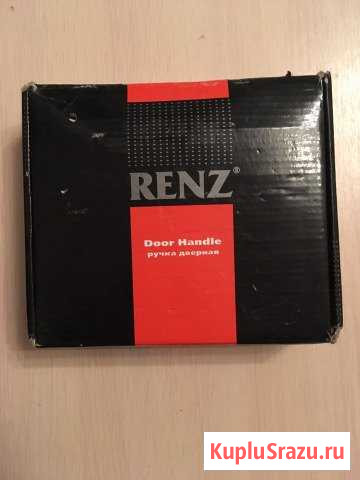 RENZ®
Door Handle
ручка дверная
KupluSrazu.ru